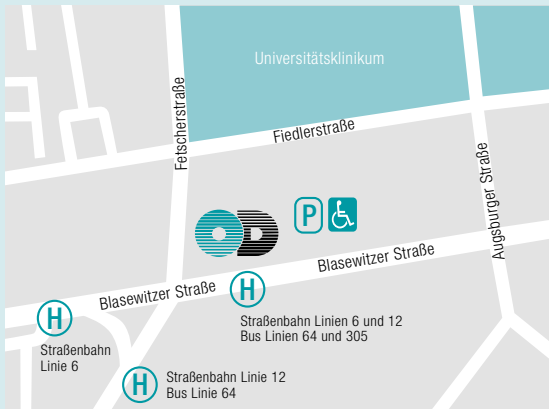 Universitätsklinikum
Fetscherstraße
Fiedlerstraße
Augsburger Straße
P
OD
Blasewitzer Straße
Blasewitzer Straße
H
Straßenbahn Linien 6 und 12
Bus Linien 64 und 305
H
Straßenbahn
Linie 6
H
Straßenbahn Linie 12
Bus Linie 64